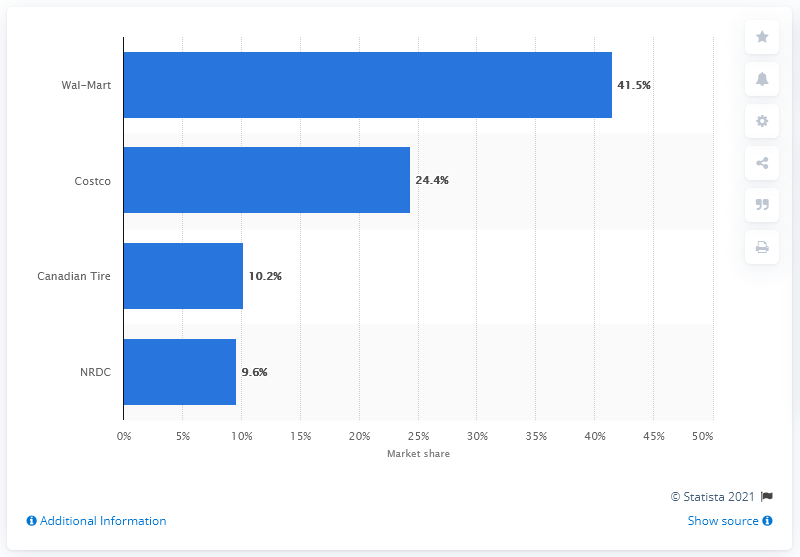 Wal-Mart
41.5%
Costco
24.4%
Canadian Tire
10.2%
NRDC
9.6%
0% 5% 10% 15% 20% 25% 30% 35% 40% 45% 50%
Market share
© Statista 2021
Additional Information
Show source